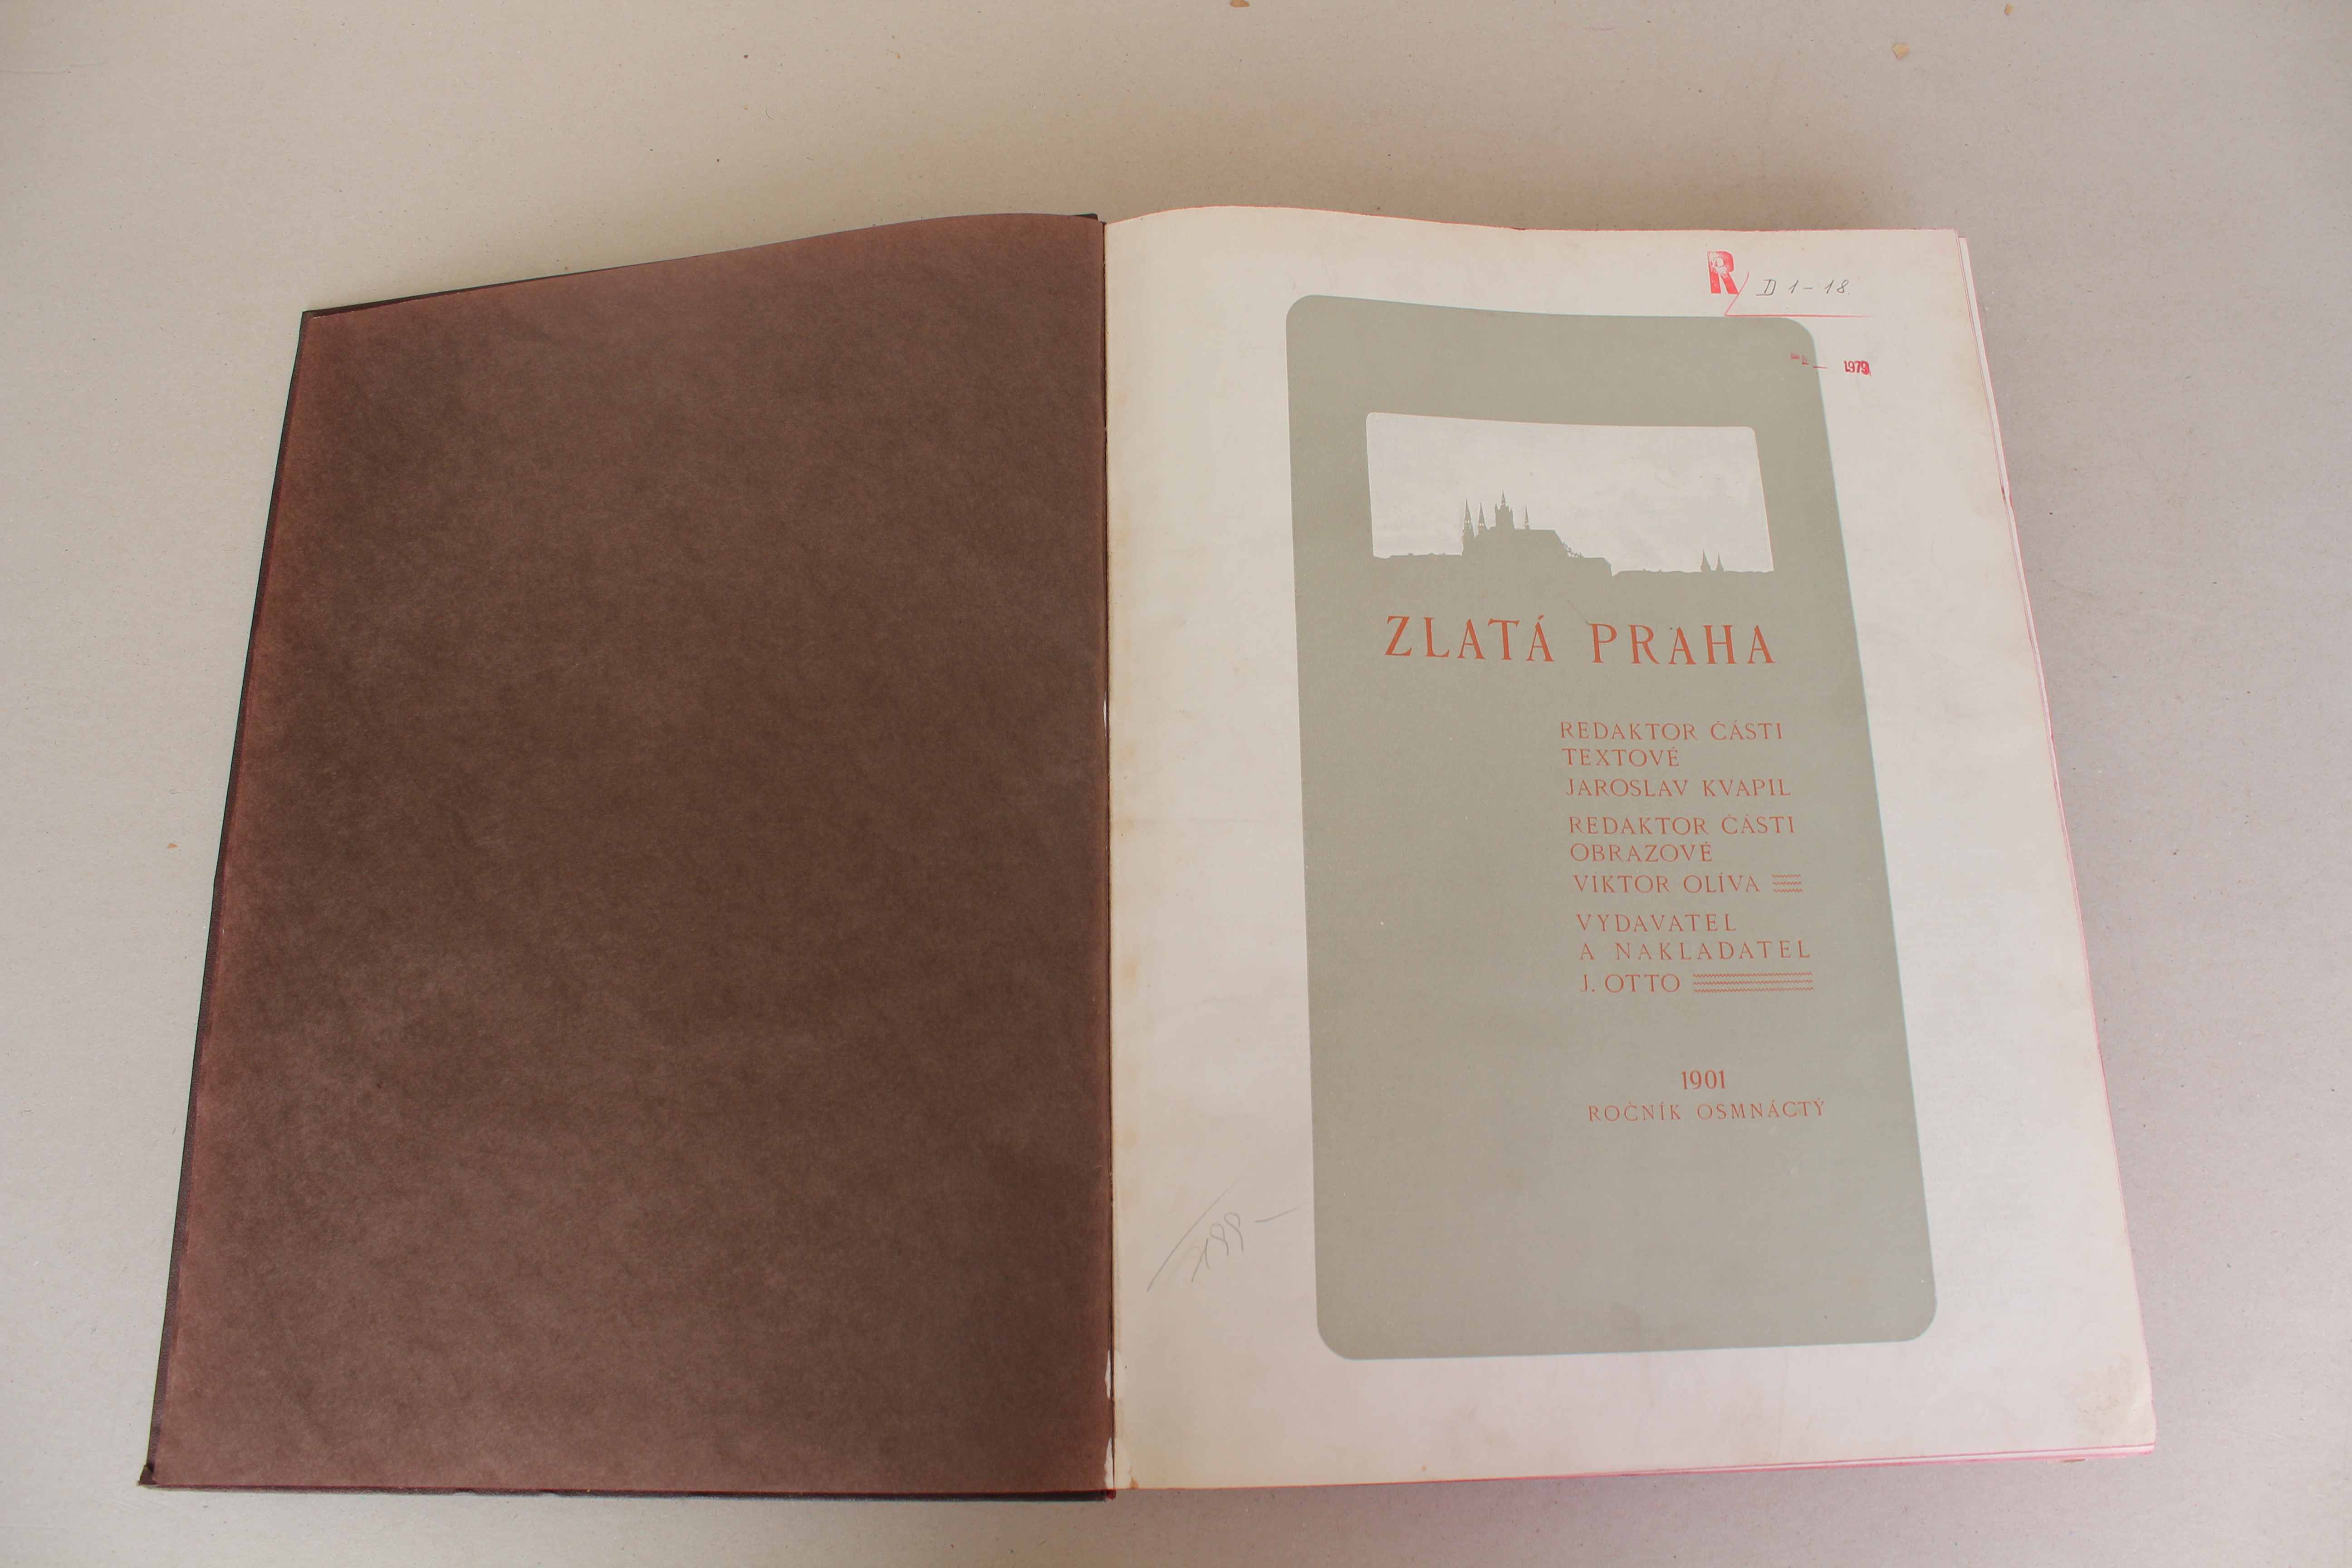 R D 1-18.
1979
ZLATÁ PRAHA
REDAKTOR ČÁSTI
TEXTOVÉ
JAROSLAV KVAPIL
REDAKTOR ČÁSTI
OBRAZOVÉ
VIKTOR OLIVA
VYDAVATEL
A NAKLADATEL
J. OTTO
1901
ROČNÍK OSMNÁCTÝ